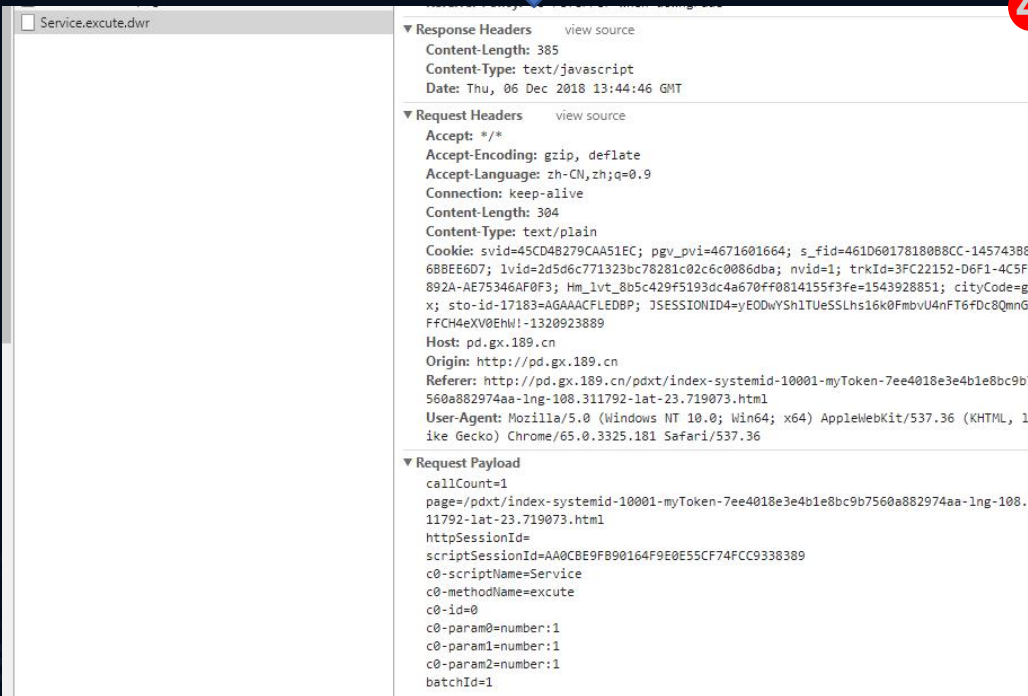 Service.excute.dwr
Response Headers view source
Content-Length: 385
Content-Type: text/javascript
Date: Thu, 06 Dec 2018 13:44:46 GMT
Request Headers view source
Accept: */*
Accept-Encoding: gzip, deflate
Accept-Language: zh-CN,zh;q=0.9
Connection: keep-alive
Content-Length: 304
Content-Type: text/plain
Cookie: svid=45CD4B279CAA51EC; pgv_pvi=4671601664; s_fid=461D60178180B8CC-145743B8
6BBEE6D7; lvid=2d5d6c771323bc78281c02c6c0086dba; nvid=1; trkId=3FC22152-D6F1-4C5F
892A-AE75346AF0F3; Hm_lvt_8b5c429f5193dc4a670ff0814155f3fe=1543928851; cityCode=g
x; sto-id-17183=AGAAACFLEDBP; JSESSIONID4=yEODwYShlTUeSSLhs16k0FmbvU4nFT6fDc8QmnG
FfCH4eXV0EhW!-1320923889
Host: pd.gx.189.cn
Origin: http://pd.gx.189.cn
Referer: http://pd.gx.189.cn/pdxt/index-systemid-10001-myToken-7ee4018e3e4b1e8bc9b7
560a882974aa-lng-108.311792-lat-23.719073.html
User-Agent: Mozilla/5.0 (Windows NT 10.0; Win64; x64) AppleWebKit/537.36 (KHTML, l
ike Gecko) Chrome/65.0.3325.181 Safari/537.36
Request Payload
callCount=1
page=/pdxt/index-systemid-10001-myToken-7ee4018e3e4b1e8bc9b7560a882974aa-lng-108.
11792-lat-23.719073.html
httpSessionId=
scriptSessionId=AA0CBE9FB90164F9E0E55CF74FCC9338389
c0-scriptName=Service
c0-methodName=excute
c0-id=0
c0-param0=number:1
c0-param1=number:1
c0-param2=number:1
batchId=1